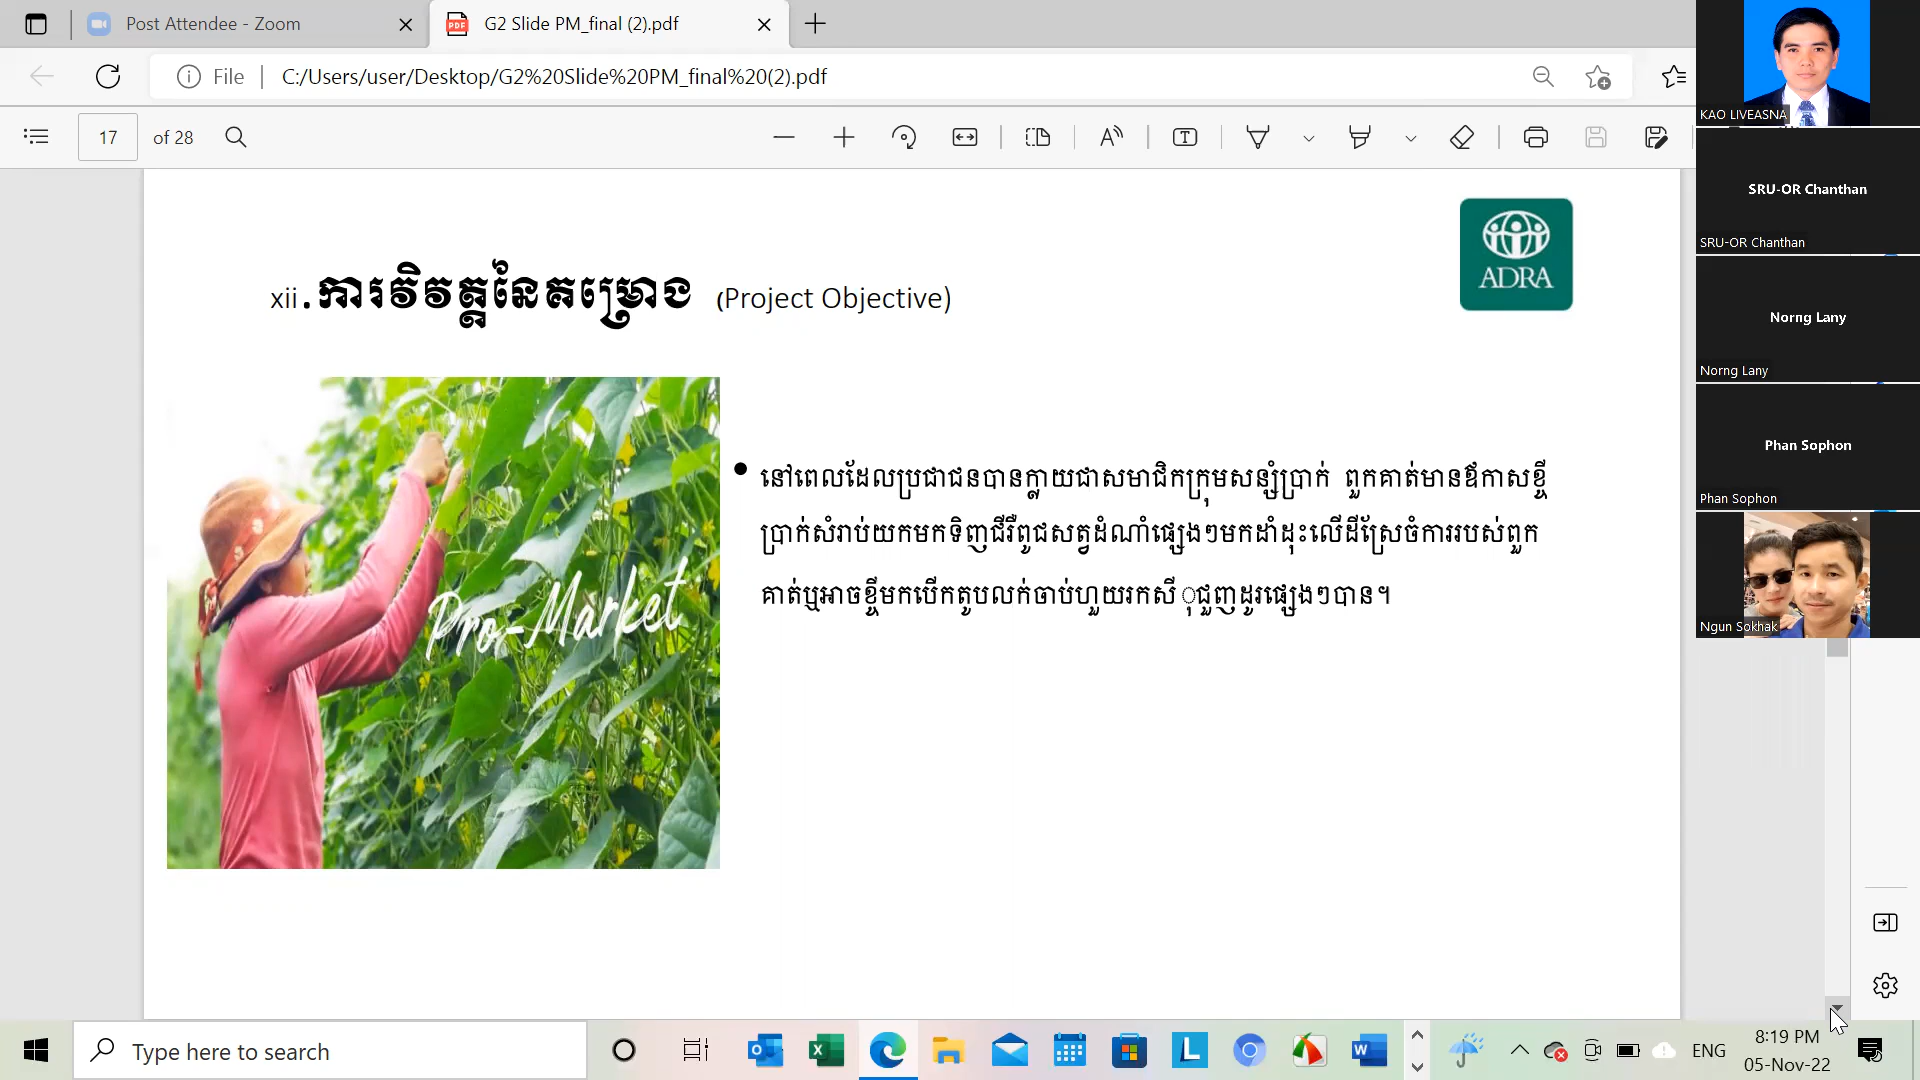 Post Attendee - Zoom
G2 Slide PM_final (2).pdf
File
C:/Users/user/Desktop/G2%20Slide%20PM_final%20(2).pdf
17
of 28
xii.ការវិវត្តនៃគម្រោង (Project Objective)
ADRA
Pro-Market
• នៅពេលដែលប្រជាជនបានក្លាយជាសមាជិកក្រុមសន្សំប្រាក់ ពួកគាត់មានឪកាសខ្ចី
ប្រាក់សំរាប់យកមកទិញជីរឺពូជសត្វដំណាំផ្សេងៗមកដាំដុះលើដីស្រែចំការរបស់ពួក
គាត់ឬអាចខ្ចីមកបើកតូបលក់ចាប់ហួយរកសីុជួញដូរផ្សេងៗបាន។
KAO LIVEASNA
SRU-OR Chanthan
SRU-OR Chanthan
Norng Lany
Norng Lany
Phan Sophon
Phan Sophon
Ngun Sokhak
Type here to search
ENG
8:19 PM
05-Nov-22